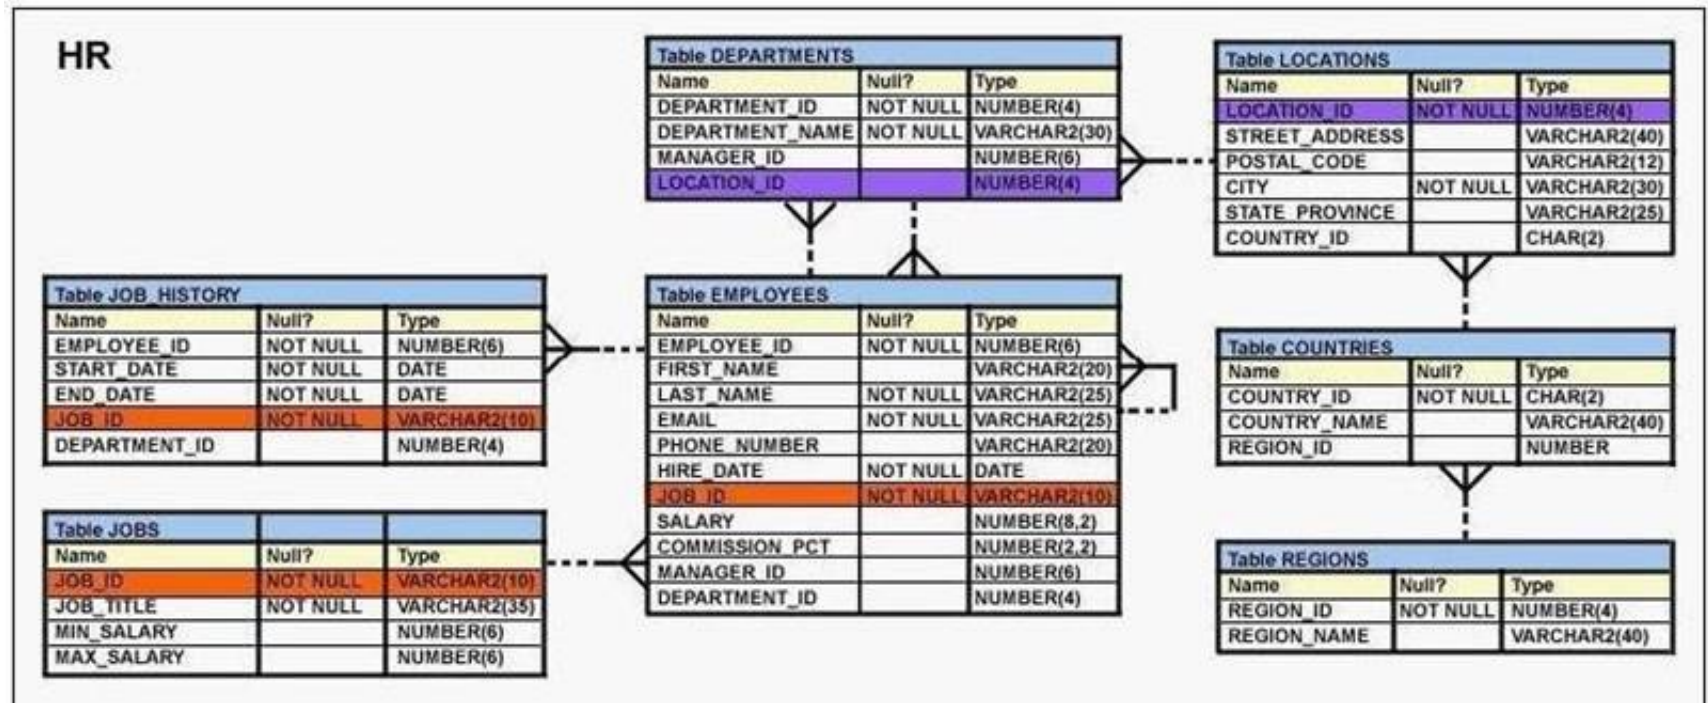 HR
Table DEPARTMENTS
Name Null? Type
DEPARTMENT_ID NOT NULL NUMBER(4)
DEPARTMENT_NAME NOT NULL VARCHAR2(30)
MANAGER_ID NUMBER(6)
LOCATION_ID NUMBER(4)
Table LOCATIONS
Name Null? Type
LOCATION_ID NOT NULL NUMBER(4)
STREET_ADDRESS VARCHAR2(40)
POSTAL_CODE VARCHAR2(12)
CITY NOT NULL VARCHAR2(30)
STATE_PROVINCE VARCHAR2(25)
COUNTRY_ID CHAR(2)
Table JOB_HISTORY
Name Null? Type
EMPLOYEE_ID NOT NULL NUMBER(6)
START_DATE NOT NULL DATE
END_DATE NOT NULL DATE
JOB_ID NOT NULL VARCHAR2(10)
DEPARTMENT_ID NUMBER(4)
Table EMPLOYEES
Name Null? Type
EMPLOYEE_ID NOT NULL NUMBER(6)
FIRST_NAME VARCHAR2(20)
LAST_NAME NOT NULL VARCHAR2(25)
EMAIL NOT NULL VARCHAR2(25)
PHONE_NUMBER VARCHAR2(20)
HIRE_DATE NOT NULL DATE
JOB_ID NOT NULL VARCHAR2(10)
SALARY NUMBER(8,2)
COMMISSION_PCT NUMBER(2,2)
MANAGER_ID NUMBER(6)
DEPARTMENT_ID NUMBER(4)
Table COUNTRIES
Name Null? Type
COUNTRY_ID NOT NULL CHAR(2)
COUNTRY_NAME VARCHAR2(40)
REGION_ID NUMBER
Table JOBS
Name Null? Type
JOB_ID NOT NULL VARCHAR2(10)
JOB_TITLE NOT NULL VARCHAR2(35)
MIN_SALARY NUMBER(6)
MAX_SALARY NUMBER(6)
Table REGIONS
Name Null? Type
REGION_ID NOT NULL NUMBER(4)
REGION_NAME VARCHAR2(40)